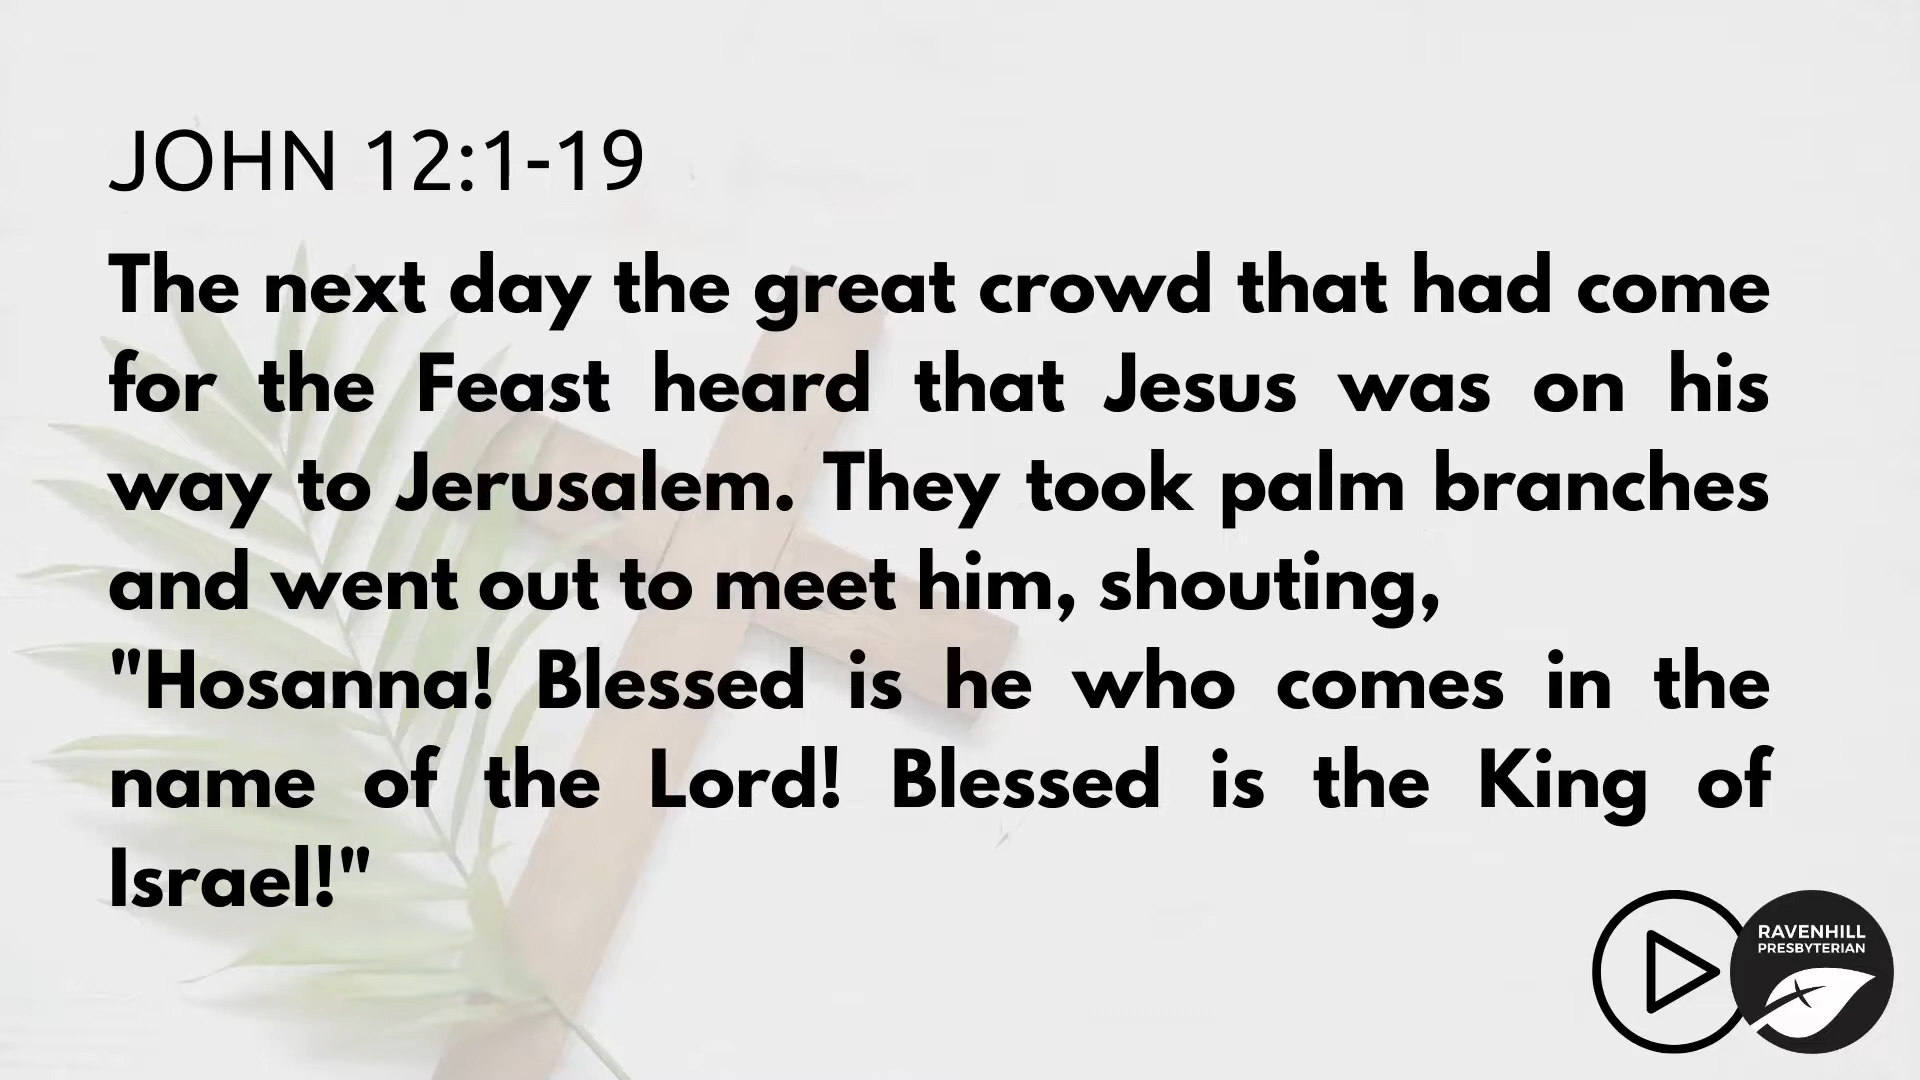 JOHN 12:1-19
The next day the great crowd that had come
for the Feast heard that Jesus was on his
way to Jerusalem. They took palm branches
and went out to meet him, shouting,
"Hosanna! Blessed is he who comes in the
name of the Lord! Blessed is the King of
Israel!"
RAVENHILL
PRESBYTERIAN